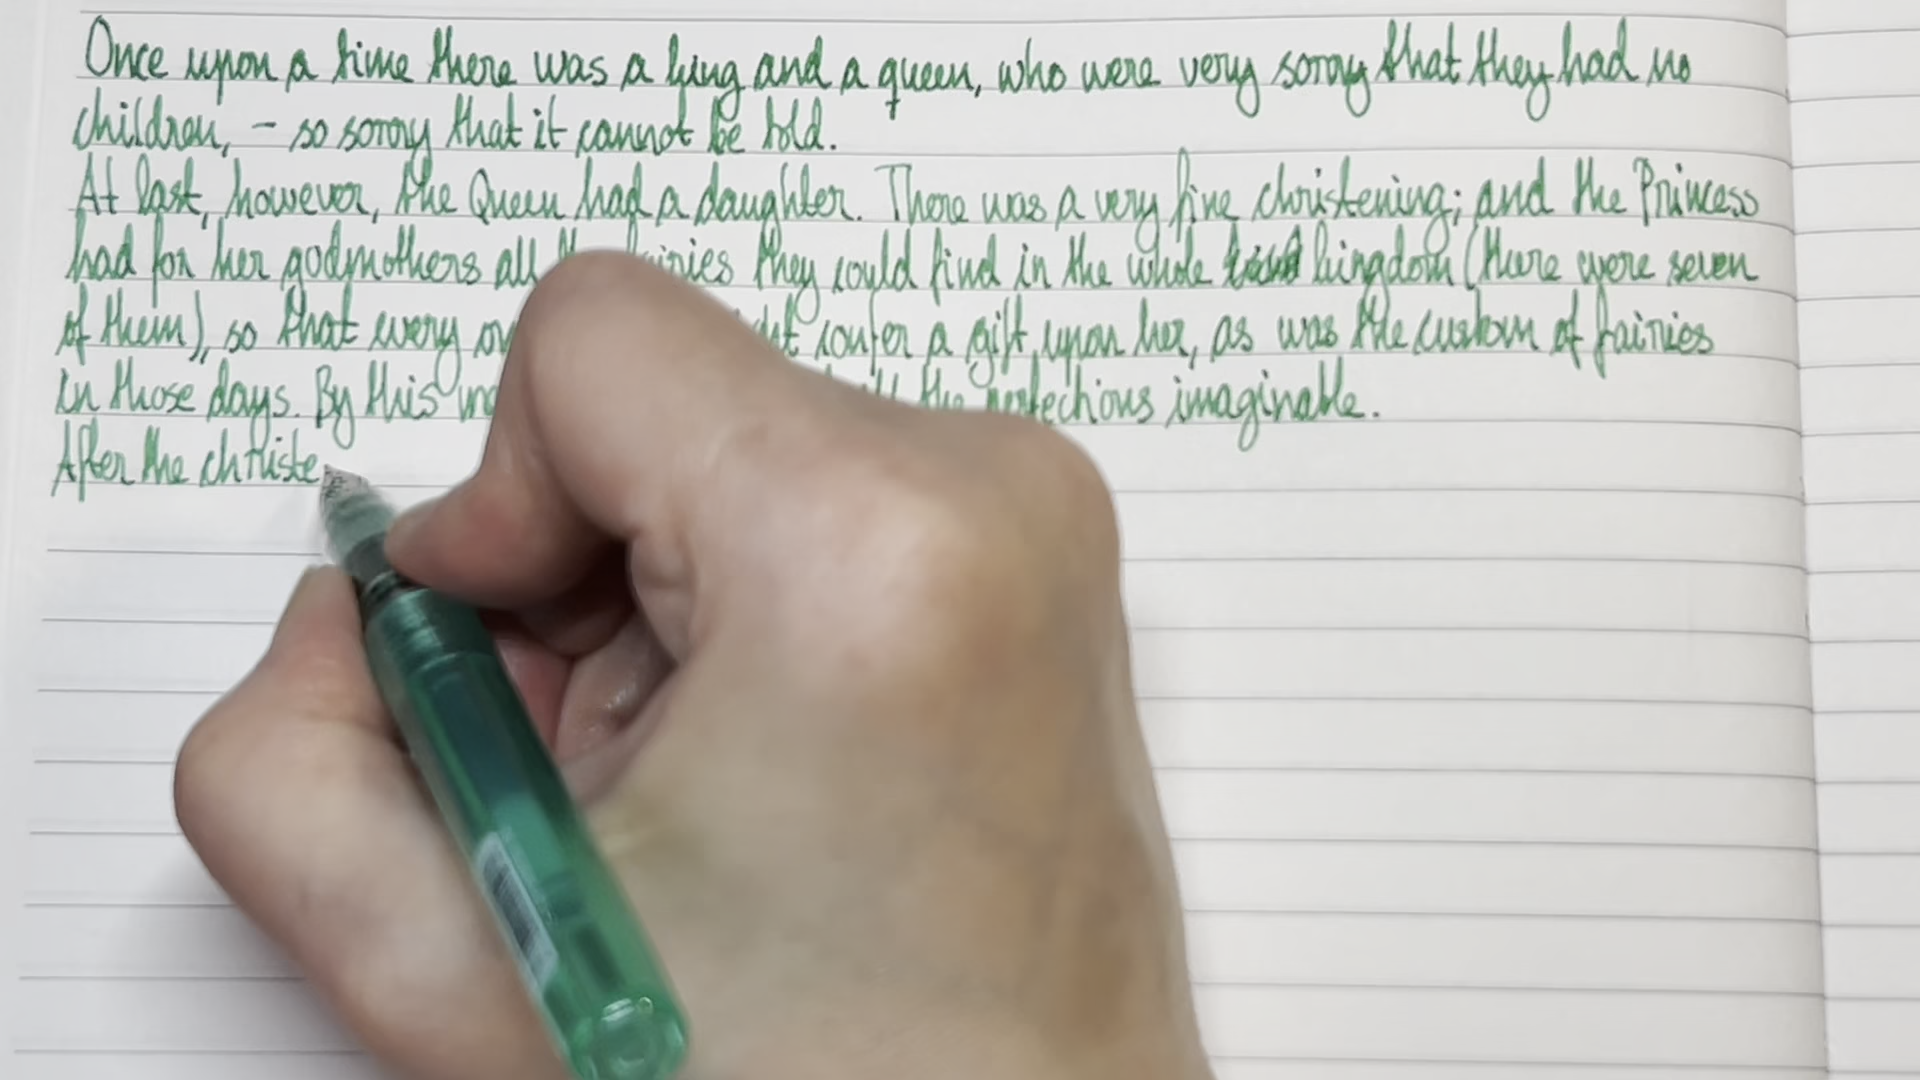 Once upon a time there was a king and a queen, who were very sorry that they had no
children, – so sorry that it cannot be told.
At last, however, the Queen had a daughter. There was a very fine christening; and the Princess
had for her godmothers all they could find in the whole kingdom (there were seven
of them), so that every confer a gift upon her, as was the custom of fairies
in those days. By this the perfections imaginable.
After the christe